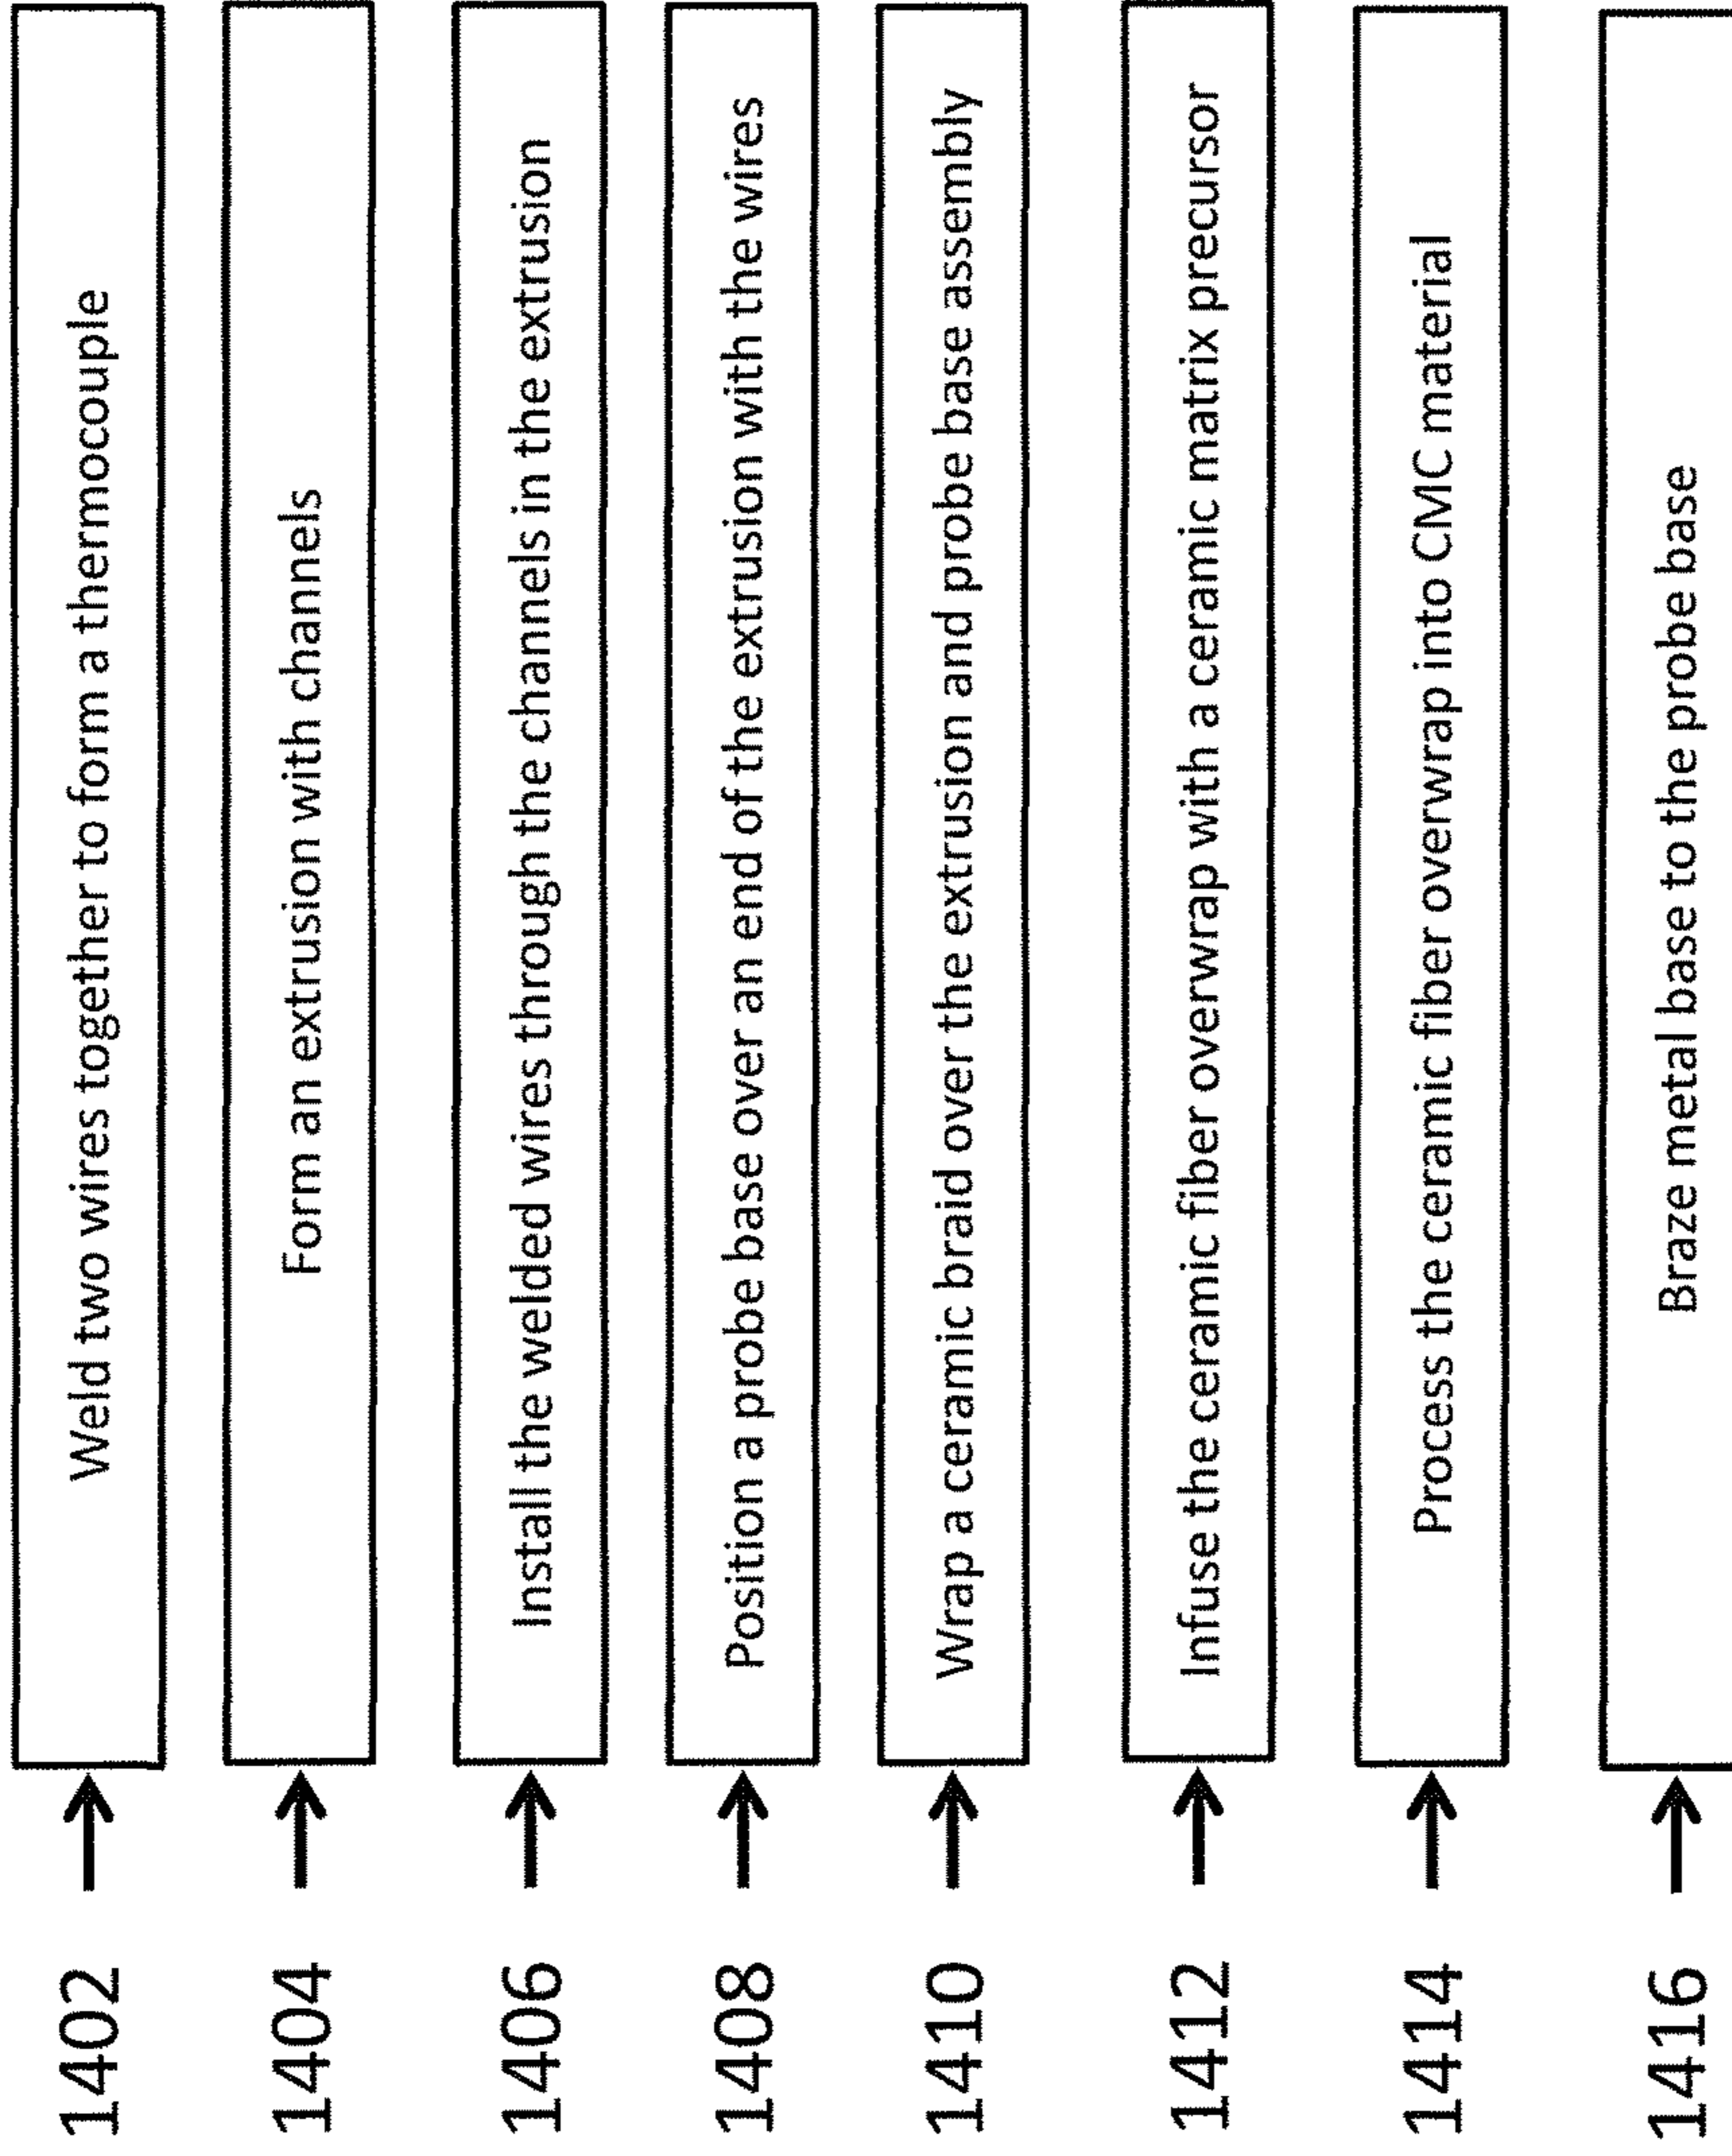 1402 Weld two wires together to form a thermocouple
1404 Form an extrusion with channels
1406 Install the welded wires through the channels in the extrusion
1408 Position a probe base over an end of the extrusion with the wires
1410 Wrap a ceramic braid over the extrusion and probe base assembly
1412 Infuse the ceramic fiber overwrap with a ceramic matrix precursor
1414 Process the ceramic fiber overwrap into CMC material
1416 Braze metal base to the probe base